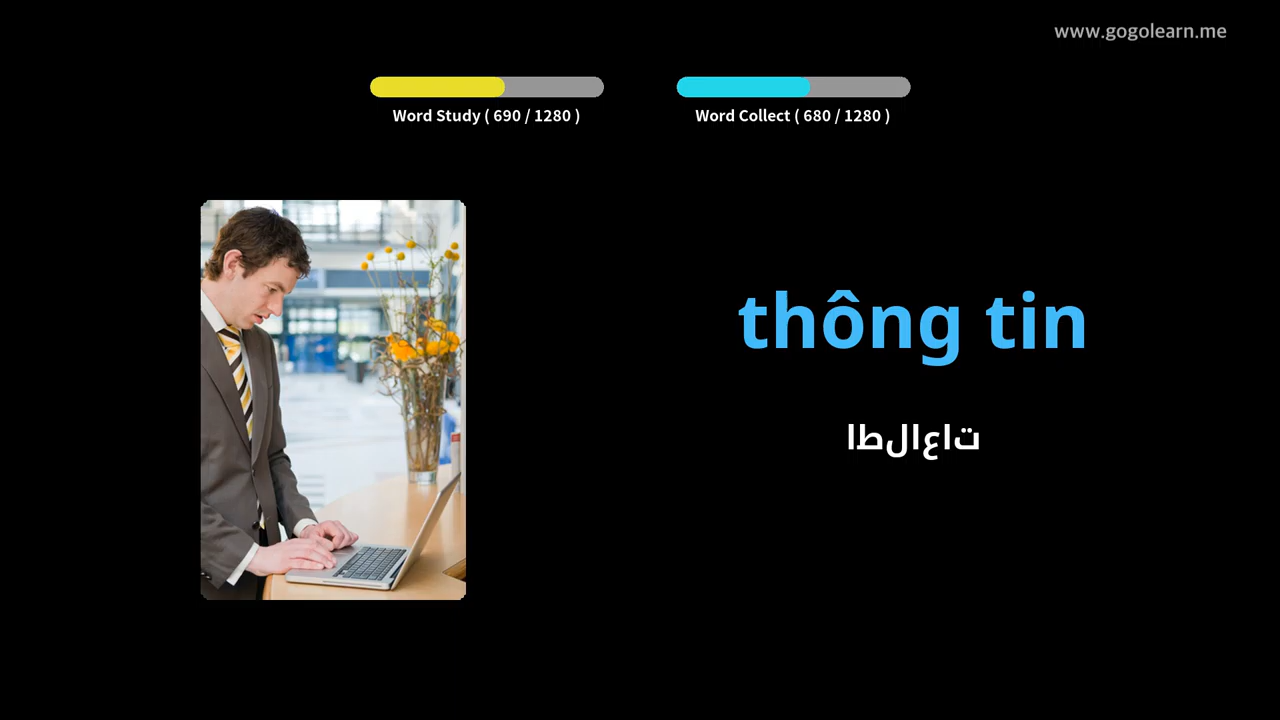 www.gogolearn.me
Word Study ( 690 / 1280 )
Word Collect ( 680 / 1280 )
thông tin
تاعالطا